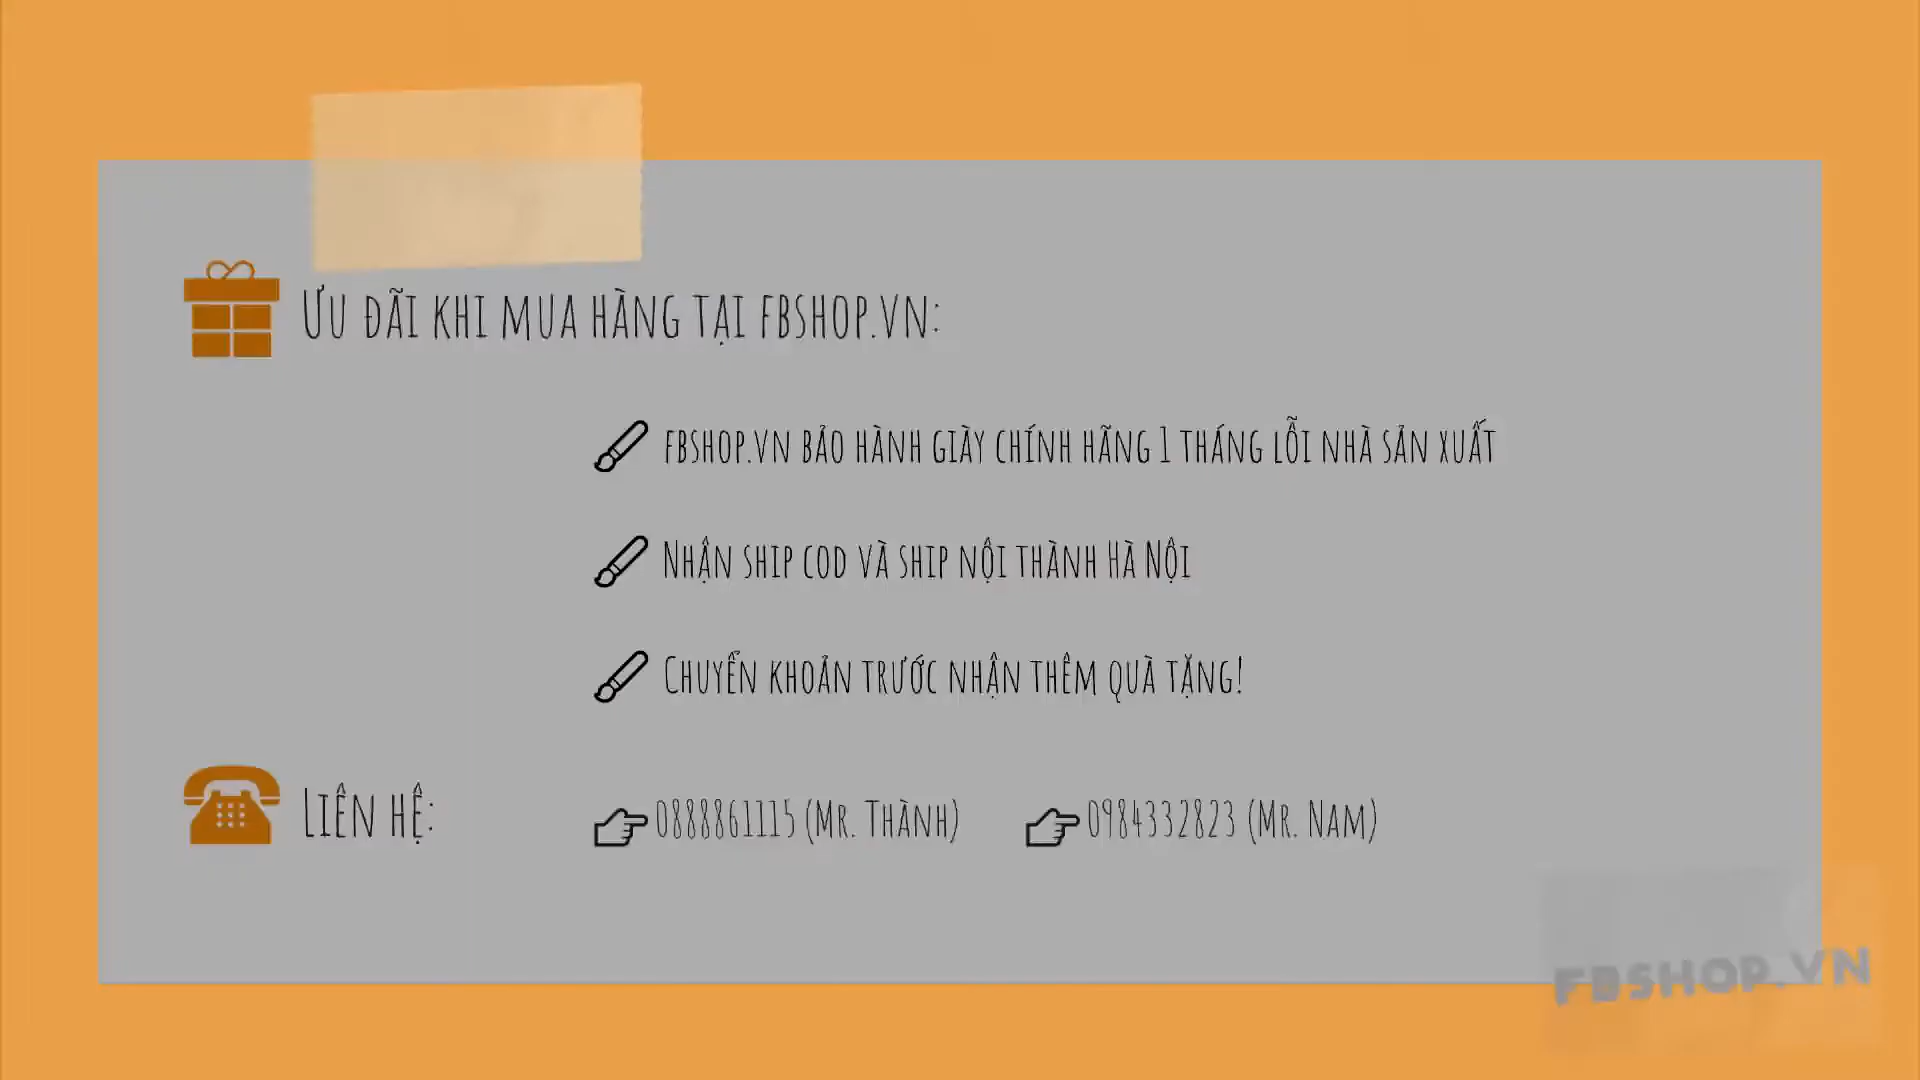 Ưu đãi khi mua hàng tại fbshop.vn:
fbshop.vn bảo hành giày chính hãng 1 tháng lỗi nhà sản xuất
Nhận ship cod và ship nội thành Hà Nội
Chuyển khoản trước nhận thêm quà tặng!
Liên hệ:
0888861115 (Mr. Thành)
0984332823 (Mr. Nam)
FBSHOP.VN